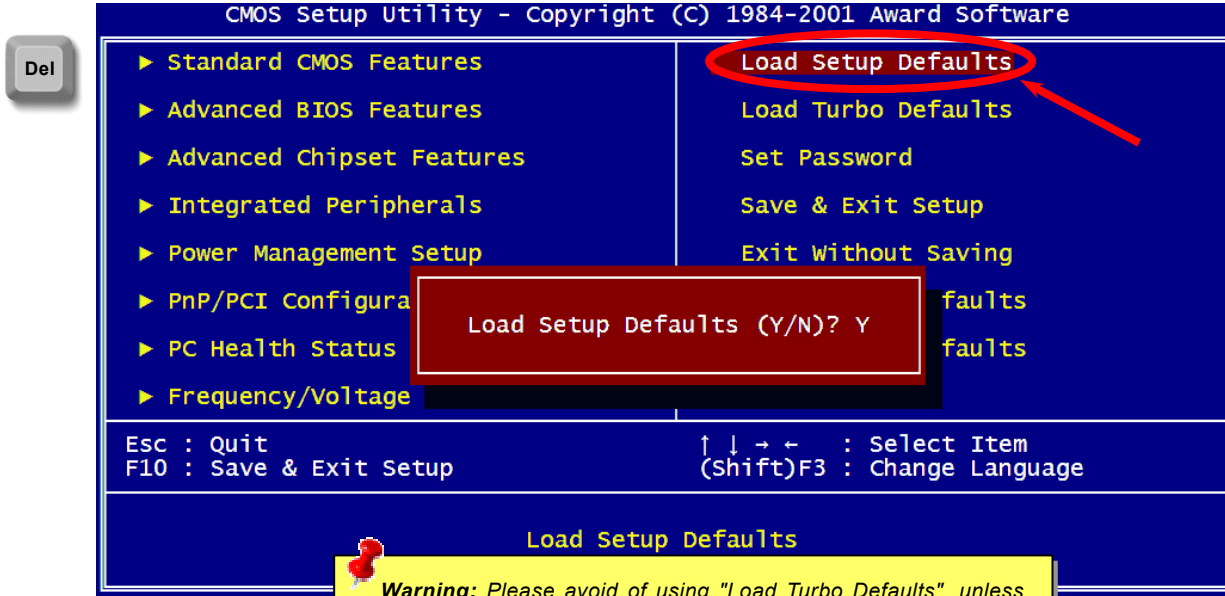 CMOS Setup Utility - Copyright (C) 1984-2001 Award Software
Del
▶ Standard CMOS Features
▶ Advanced BIOS Features
▶ Advanced Chipset Features
▶ Integrated Peripherals
▶ Power Management Setup
▶ PnP/PCI Configura
▶ PC Health Status
▶ Frequency/Voltage
Load Setup Defaults
Load Turbo Defaults
Set Password
Save & Exit Setup
Exit Without Saving
faults
faults
Load Setup Defaults (Y/N)? Y
Esc : Quit
F10 : Save & Exit Setup
↑ ↓ → ← : Select Item
(Shift)F3 : Change Language
Load Setup Defaults
Warning: Please avoid of using "Load Turbo Defaults", unless